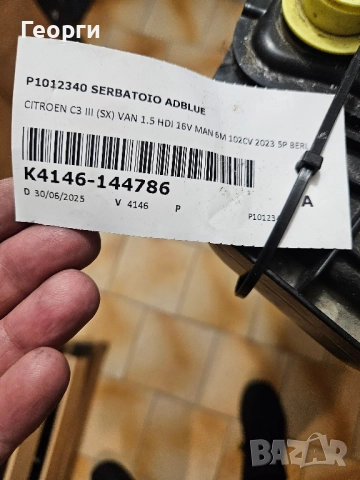 Георги
P1012340 SERBATOIO ADBLUE
CITROEN C3 III (SX) VAN 1.5 HDI 16V MAN 6M 102CV 2023 5P BERL
K4146-144786
D 30/06/2025 V 4146 P
A
BAZAR